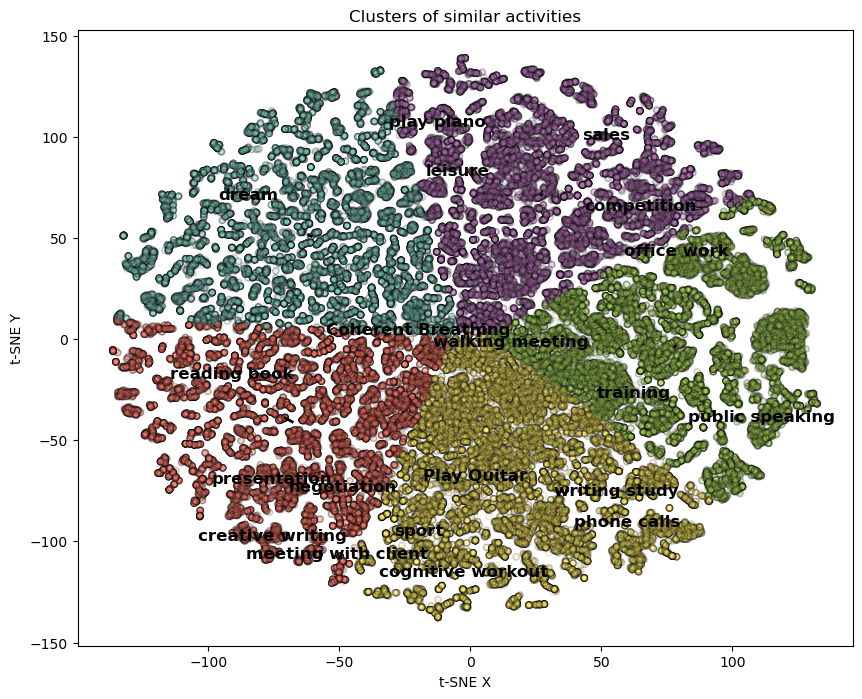 Clusters of similar activities
150
100
50
0
−50
−100
−150
t-SNE Y
play piano
sales
leisure
dream
competition
office work
Coherent Breathing
walking meeting
reading book
training
public speaking
Play Quitar
presentation
negotiation
writing study
phone calls
sport
creative writing
meeting with client
cognitive workout
−100
−50
0
50
100
t-SNE X